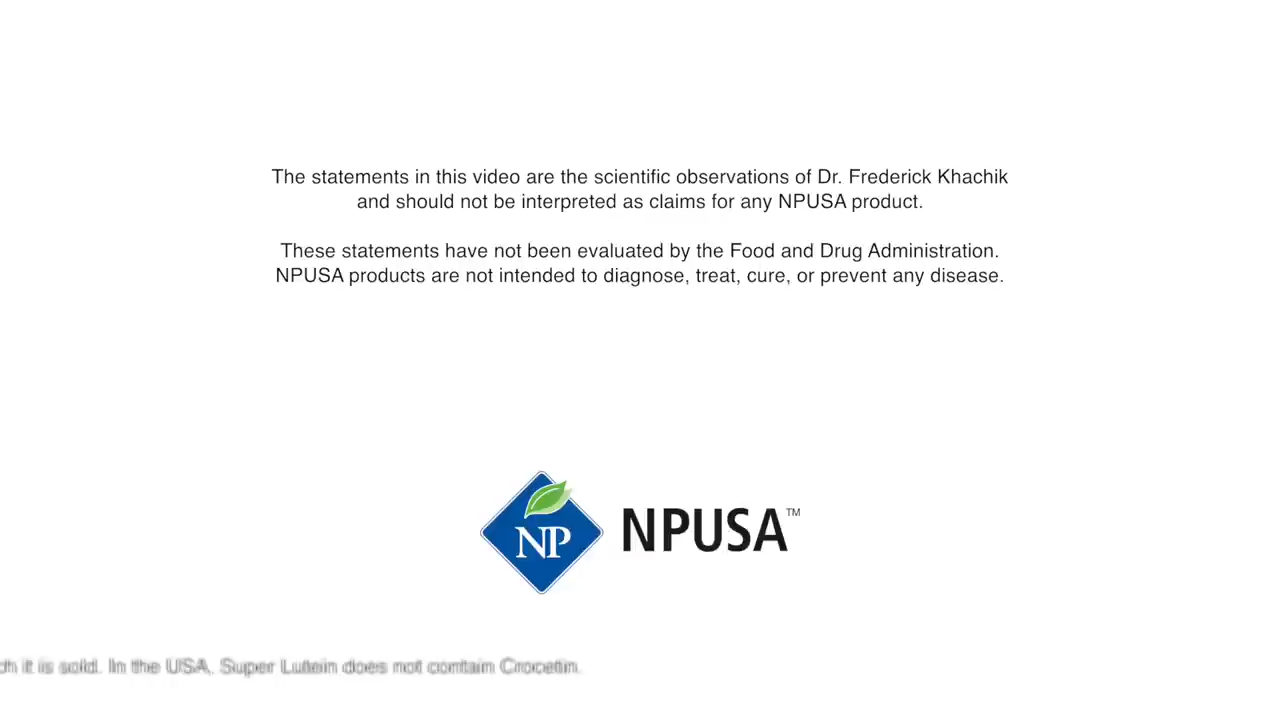 The statements in this video are the scientific observations of Dr. Frederick Khachik
and should not be interpreted as claims for any NPUSA product.
These statements have not been evaluated by the Food and Drug Administration.
NPUSA products are not intended to diagnose, treat, cure, or prevent any disease.
NP
NPUSA™
it is sold. In the USA, Super Lutein does not contain Crocetin.